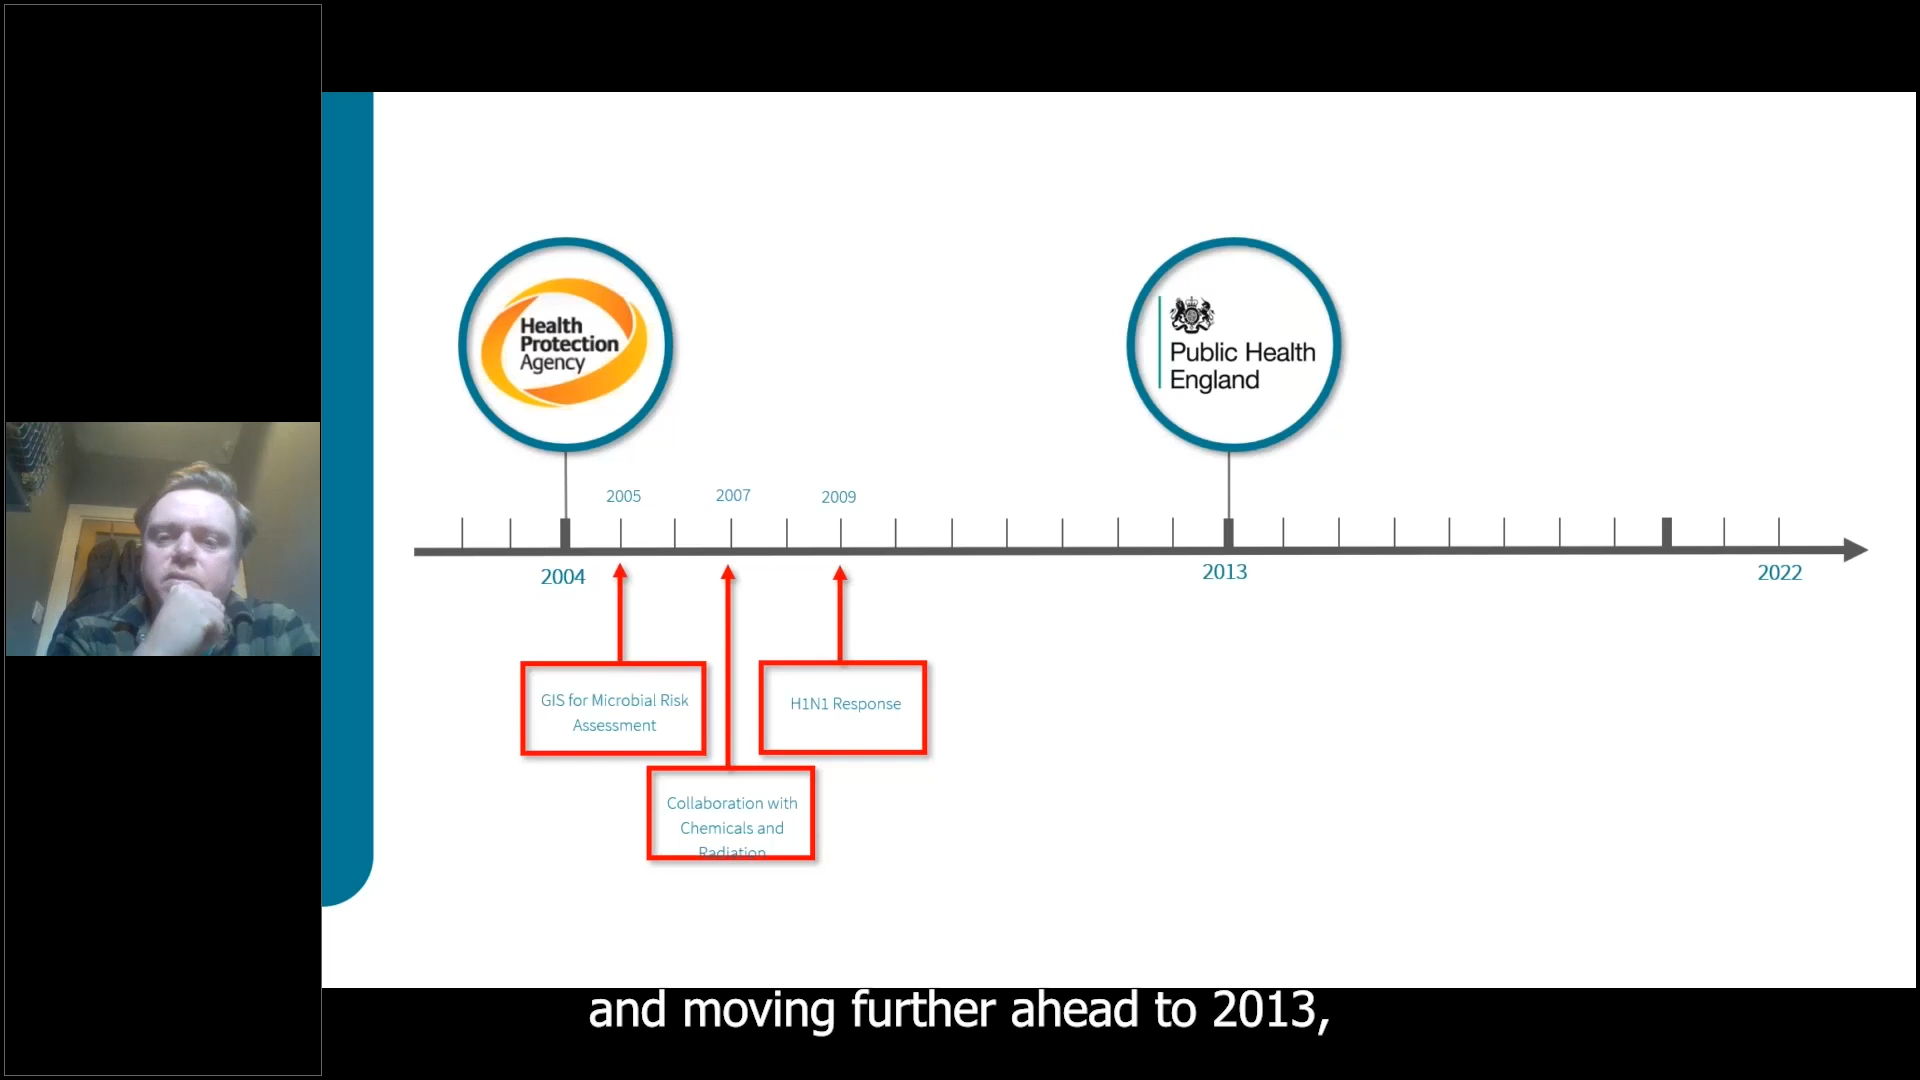 Health
Protection
Agency
Public Health
England
2005
2007
2009
2004
2013
2022
GIS for Microbial Risk
Assessment
H1N1 Response
Collaboration with
Chemicals and
Radiation
and moving further ahead to 2013,